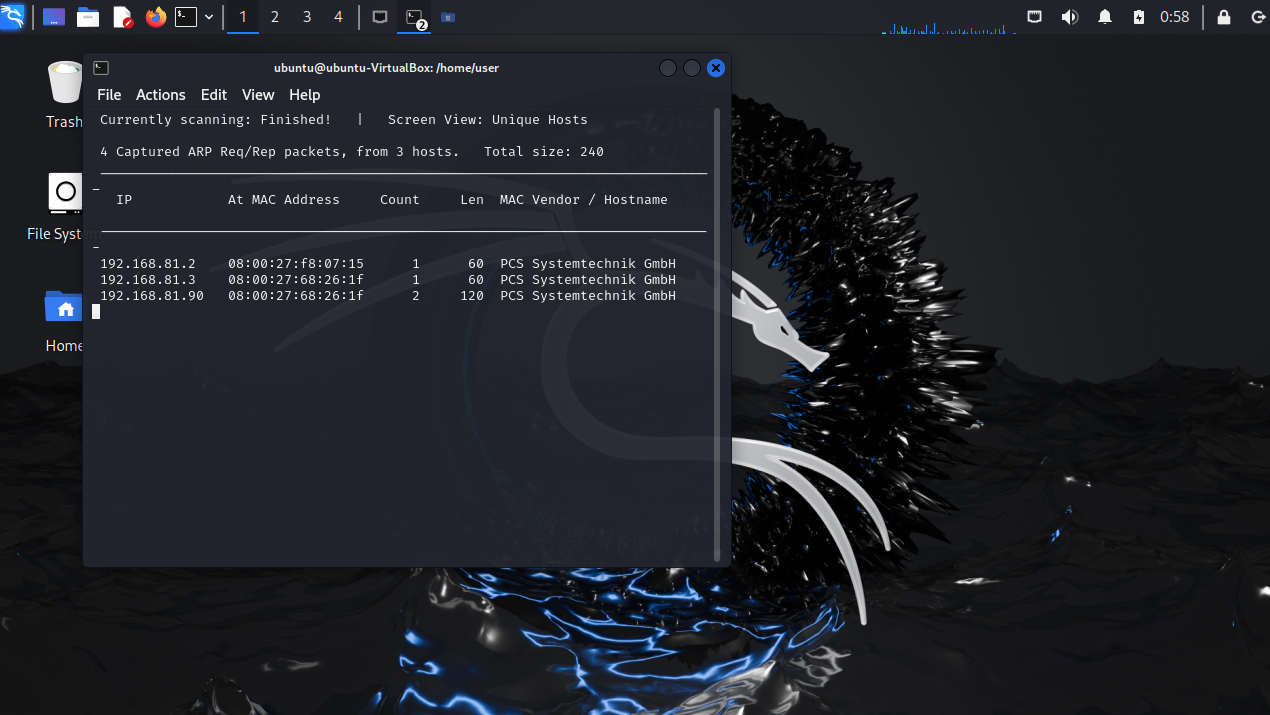 1 2 3 4 2 0:58
ubuntu@ubuntu-VirtualBox: /home/user
File Actions Edit View Help
Currently scanning: Finished! | Screen View: Unique Hosts
4 Captured ARP Req/Rep packets, from 3 hosts. Total size: 240
_____________________________________________________________________________
IP At MAC Address Count Len MAC Vendor / Hostname
-----------------------------------------------------------------------------
192.168.81.2 08:00:27:f8:07:15 1 60 PCS Systemtechnik GmbH
192.168.81.3 08:00:27:68:26:1f 1 60 PCS Systemtechnik GmbH
192.168.81.90 08:00:27:68:26:1f 2 120 PCS Systemtechnik GmbH
Trash
File Syste
Home